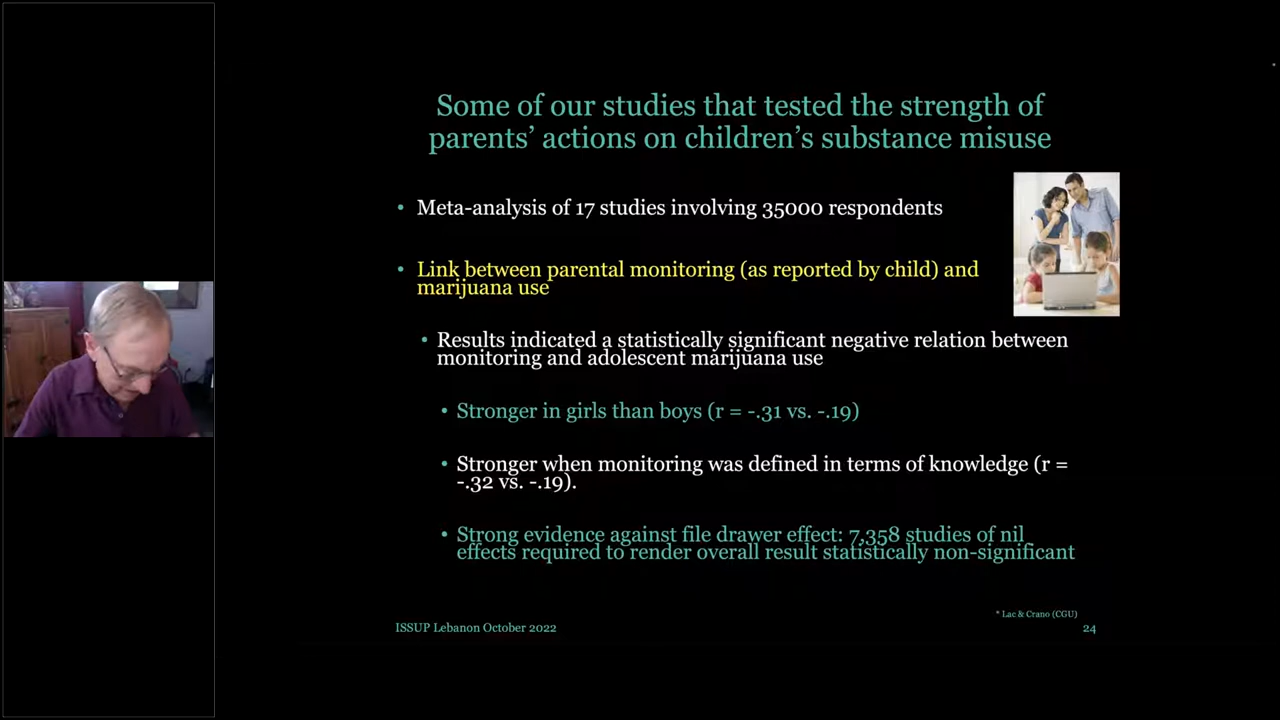 Some of our studies that tested the strength of
parents’ actions on children’s substance misuse
• Meta-analysis of 17 studies involving 35000 respondents
• Link between parental monitoring (as reported by child) and
marijuana use
• Results indicated a statistically significant negative relation between
monitoring and adolescent marijuana use
• Stronger in girls than boys (r = -.31 vs. -.19)
• Stronger when monitoring was defined in terms of knowledge (r =
-.32 vs. -.19).
• Strong evidence against file drawer effect: 7,358 studies of nil
effects required to render overall result statistically non-significant
* Lac & Crano (CGU)
ISSUP Lebanon October 2022
24